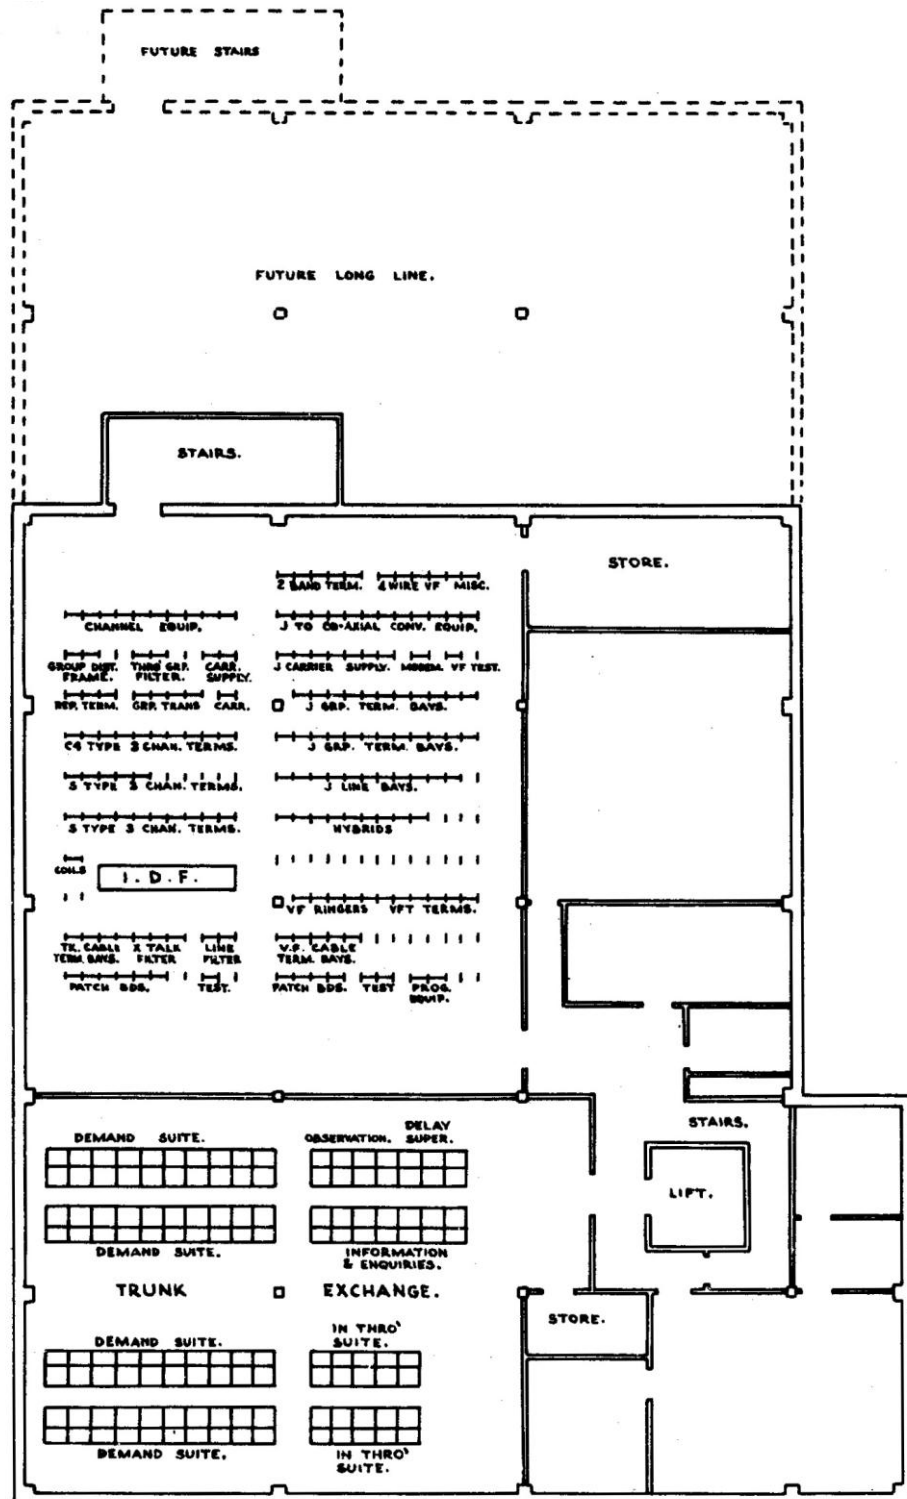 FUTURE STAIRS
FUTURE LONG LINE.
STAIRS.
STORE.
2 BAND TERM. 4 WIRE VF MISC.
CHANNEL EQUIP. J TO CO-AXIAL CONV. EQUIP.
GROUP DIST. THRO' GRP. CARR. J CARRIER SUPPLY. MODEM. VF TEST.
FRAME. FILTER. SUPPLY.
REP. TERM. GRP. TRANS CARR. J GRP. TERM. BAYS.
C4 TYPE 3 CHAN. TERMS. J GRP. TERM. BAYS.
S TYPE 3 CHAN. TERMS. J LINE BAYS.
S TYPE 3 CHAN. TERMS. HYBRIDS
COILS I. D. F.
VF RINGERS VFT TERMS.
TK. CABLE X TALK LINE V.F. CABLE
TERM. BAYS. FILTER FILTER TERM. BAYS.
PATCH BDS. TEST. PATCH BDS. TEST PROG.
EQUIP.
DELAY
DEMAND SUITE. OBSERVATION. SUPER.
STAIRS.
LIFT.
DEMAND SUITE. INFORMATION
& ENQUIRIES.
TRUNK EXCHANGE.
STORE.
DEMAND SUITE. IN THRO'
SUITE.
DEMAND SUITE. IN THRO'
SUITE.